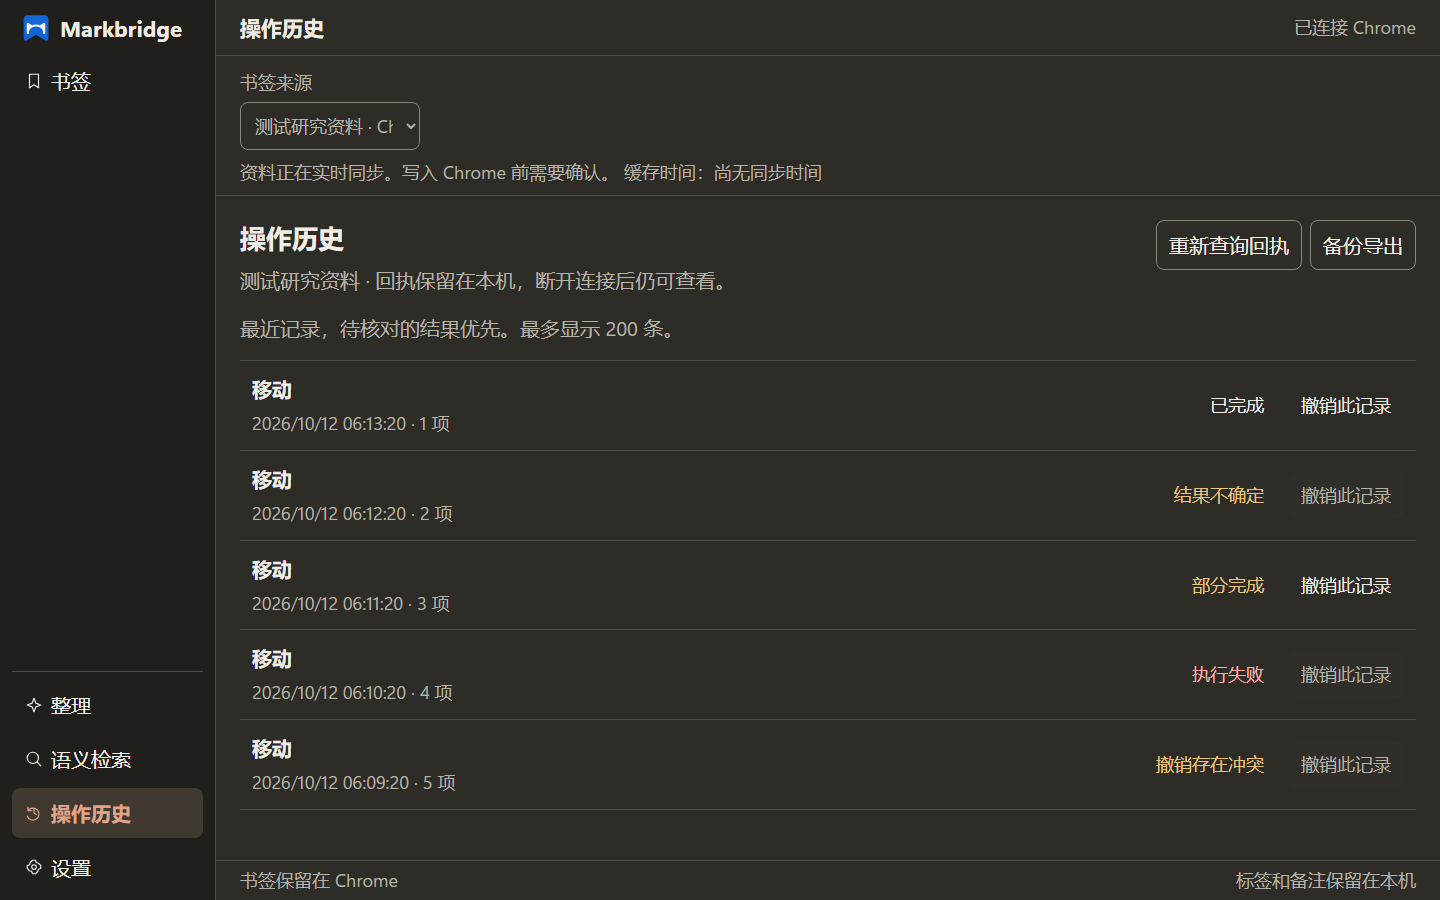 Markbridge
书签
整理
语义检索
操作历史
设置
操作历史
已连接 Chrome
书签来源
测试研究资料 · Ch
资料正在实时同步。写入 Chrome 前需要确认。 缓存时间：尚无同步时间
操作历史
重新查询回执
备份导出
测试研究资料 · 回执保留在本机，断开连接后仍可查看。
最近记录，待核对的结果优先。最多显示 200 条。
移动
2026/10/12 06:13:20 · 1 项
已完成
撤销此记录
移动
2026/10/12 06:12:20 · 2 项
结果不确定
撤销此记录
移动
2026/10/12 06:11:20 · 3 项
部分完成
撤销此记录
移动
2026/10/12 06:10:20 · 4 项
执行失败
撤销此记录
移动
2026/10/12 06:09:20 · 5 项
撤销存在冲突
撤销此记录
书签保留在 Chrome
标签和备注保留在本机